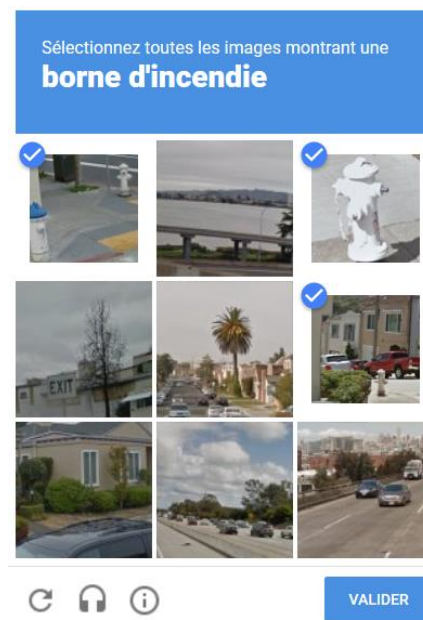 Sélectionnez toutes les images montrant une
borne d'incendie
EXIT
VALIDER